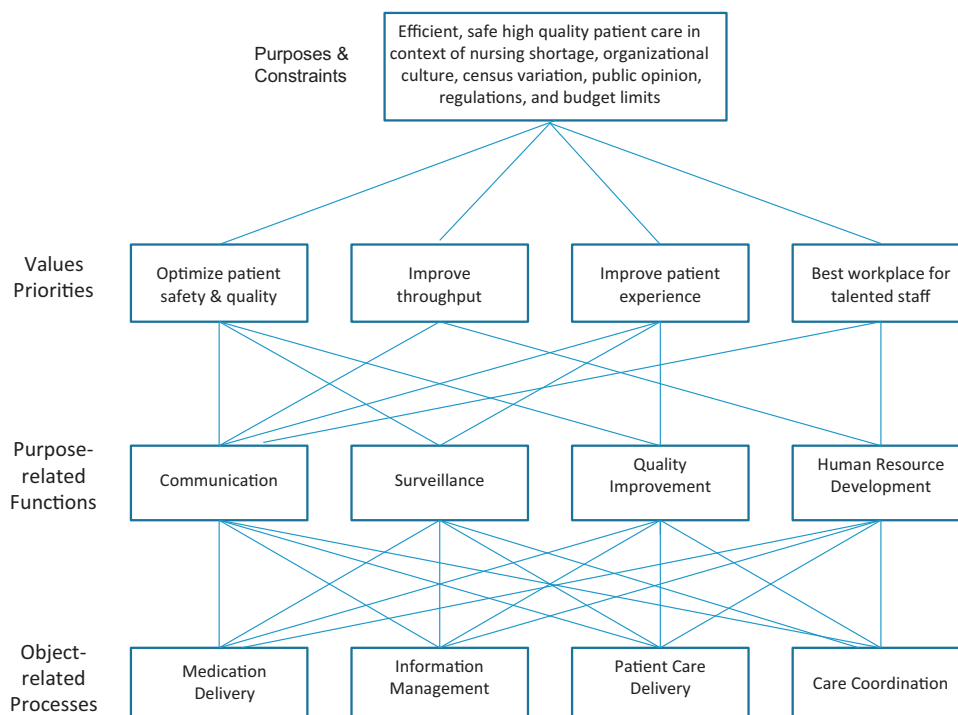 Purposes &
Constraints
Efficient, safe high quality patient care in
context of nursing shortage, organizational
culture, census variation, public opinion,
regulations, and budget limits
Values
Priorities
Optimize patient
safety & quality
Improve
throughput
Improve patient
experience
Best workplace for
talented staff
Purpose-
related
Functions
Communication
Surveillance
Quality
Improvement
Human Resource
Development
Object-
related
Processes
Medication
Delivery
Information
Management
Patient Care
Delivery
Care Coordination